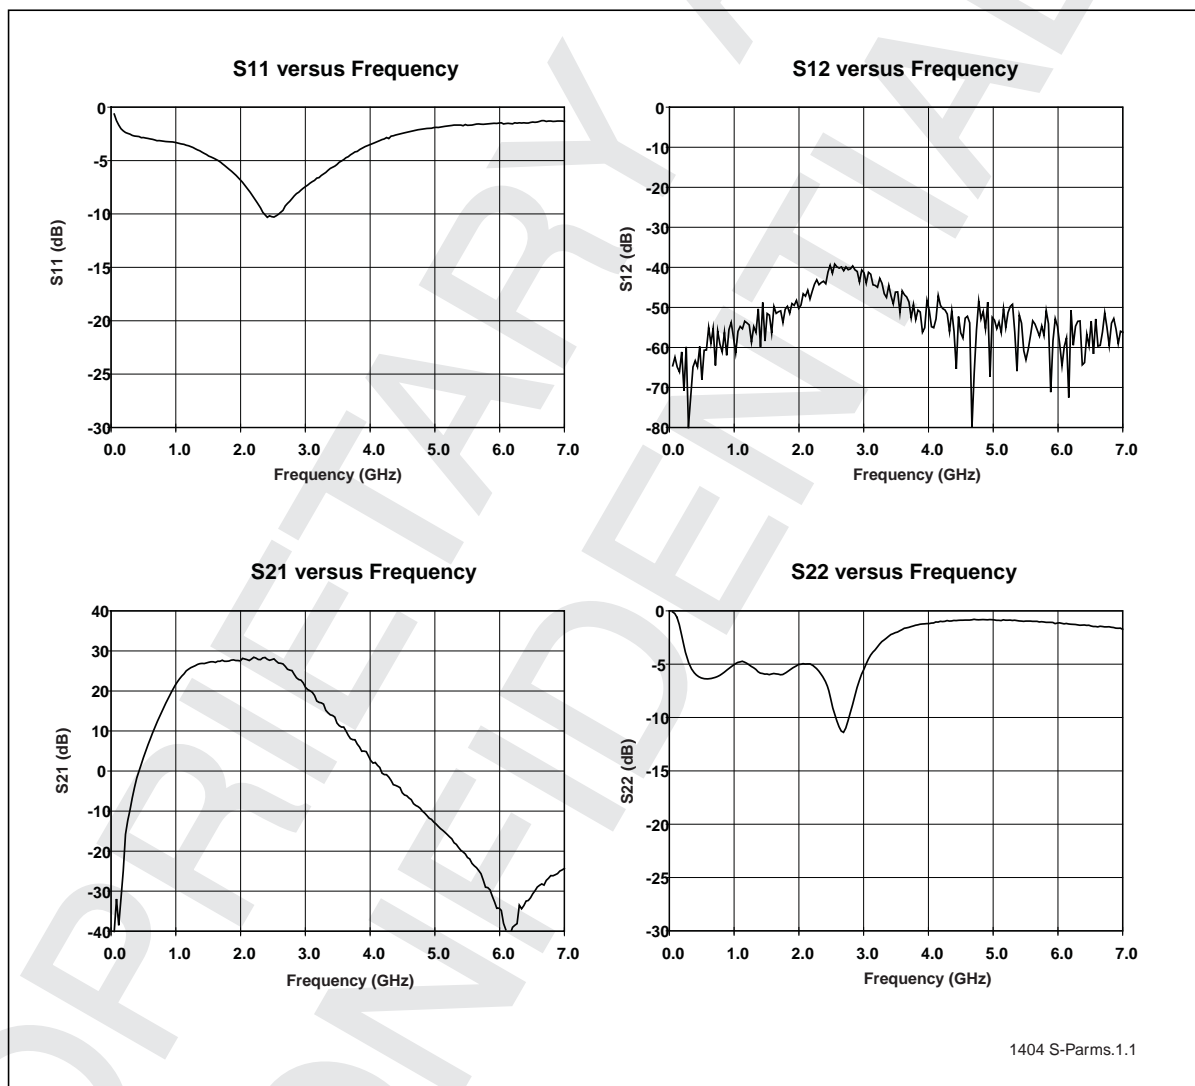 S11 versus Frequency
0
-5
-10
-15
-20
-25
-30
S11 (dB)
0.0 1.0 2.0 3.0 4.0 5.0 6.0 7.0
Frequency (GHz)
S12 versus Frequency
0
-10
-20
-30
-40
-50
-60
-70
-80
S12 (dB)
0.0 1.0 2.0 3.0 4.0 5.0 6.0 7.0
Frequency (GHz)
S21 versus Frequency
40
30
20
10
0
-10
-20
-30
-40
S21 (dB)
0.0 1.0 2.0 3.0 4.0 5.0 6.0 7.0
Frequency (GHz)
S22 versus Frequency
0
-5
-10
-15
-20
-25
-30
S22 (dB)
0.0 1.0 2.0 3.0 4.0 5.0 6.0 7.0
Frequency (GHz)
1404 S-Parms.1.1
OPRIETARY A
ONFIDENTIAL